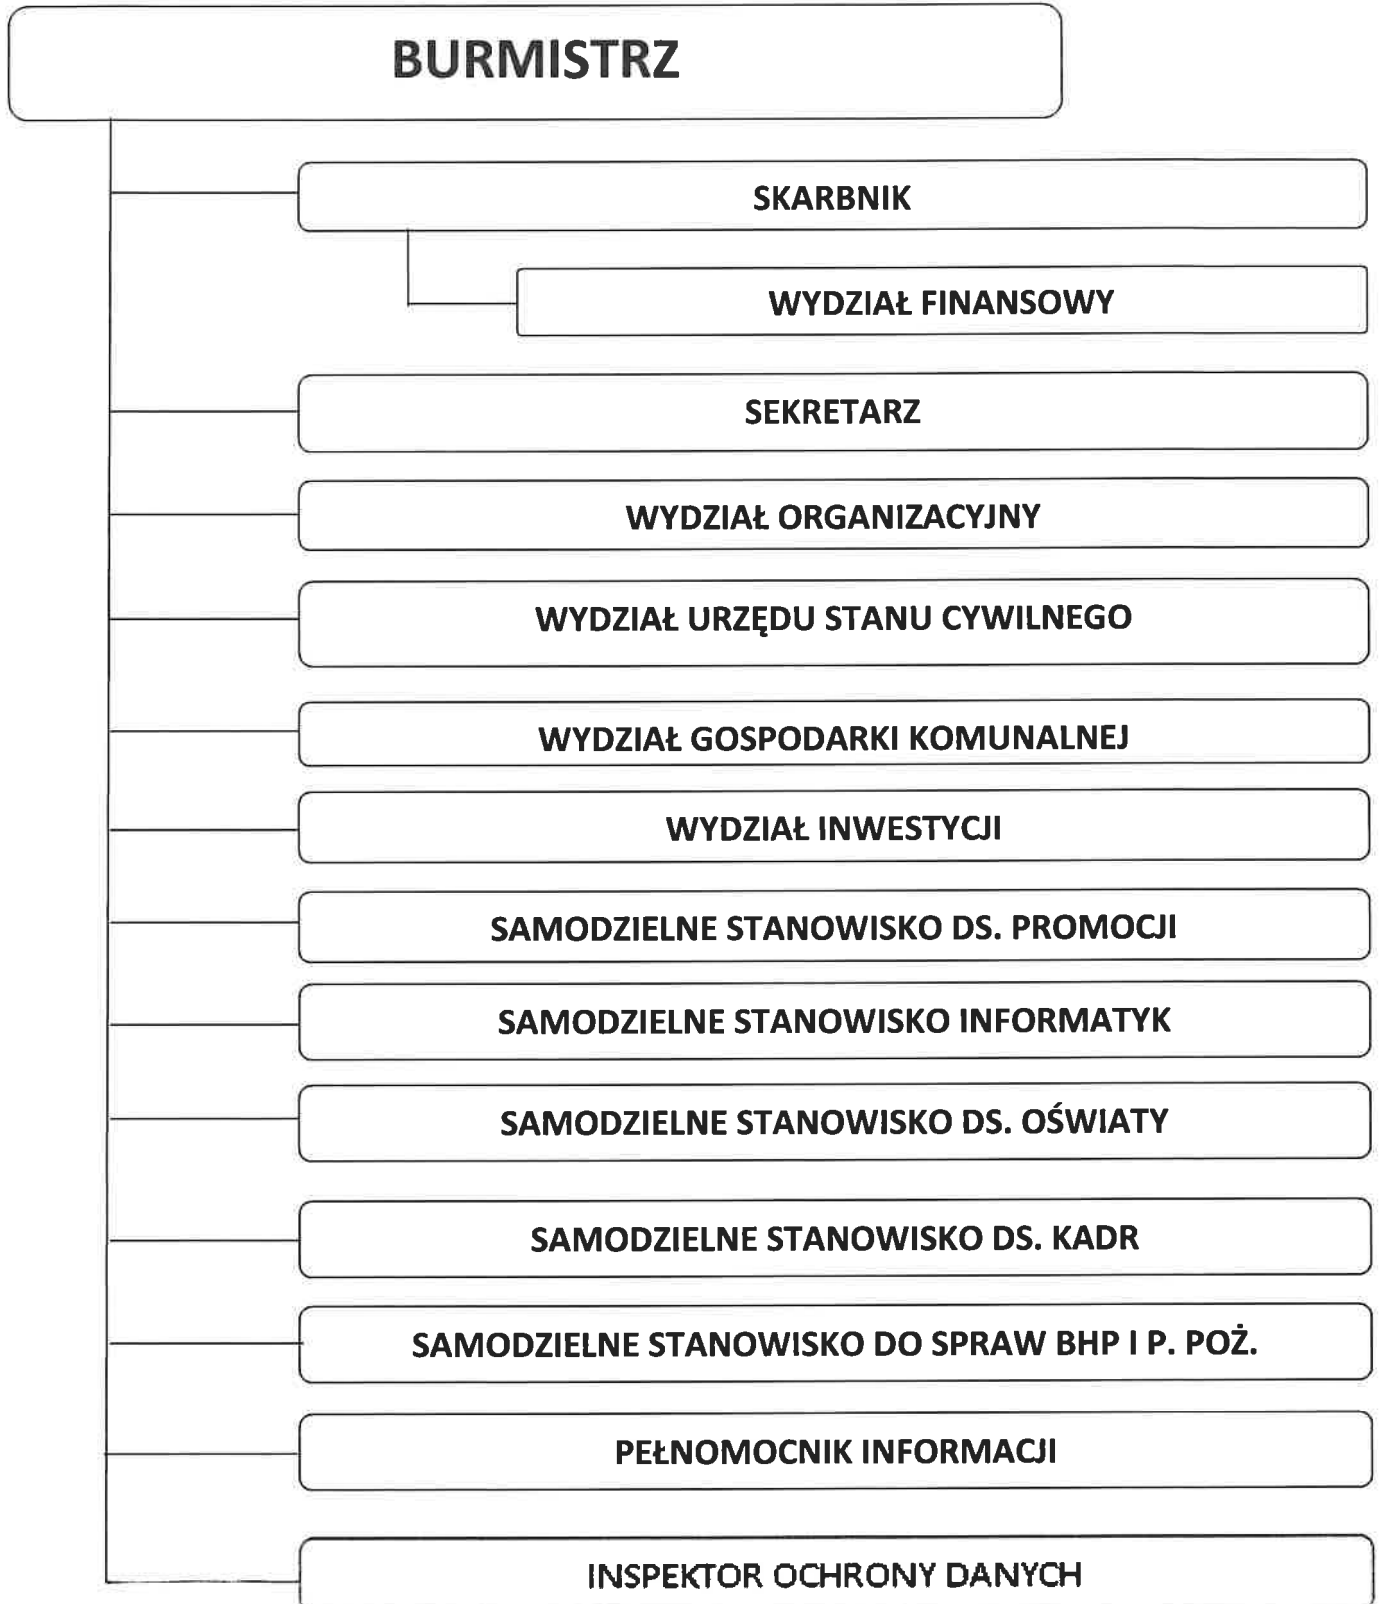 BURMISTRZ
SKARBNIK
WYDZIAŁ FINANSOWY
SEKRETARZ
WYDZIAŁ ORGANIZACYJNY
WYDZIAŁ URZĘDU STANU CYWILNEGO
WYDZIAŁ GOSPODARKI KOMUNALNEJ
WYDZIAŁ INWESTYCJI
SAMODZIELNE STANOWISKO DS. PROMOCJI
SAMODZIELNE STANOWISKO INFORMATYK
SAMODZIELNE STANOWISKO DS. OŚWIATY
SAMODZIELNE STANOWISKO DS. KADR
SAMODZIELNE STANOWISKO DO SPRAW BHP I P. POŻ.
PEŁNOMOCNIK INFORMACJI
INSPEKTOR OCHRONY DANYCH